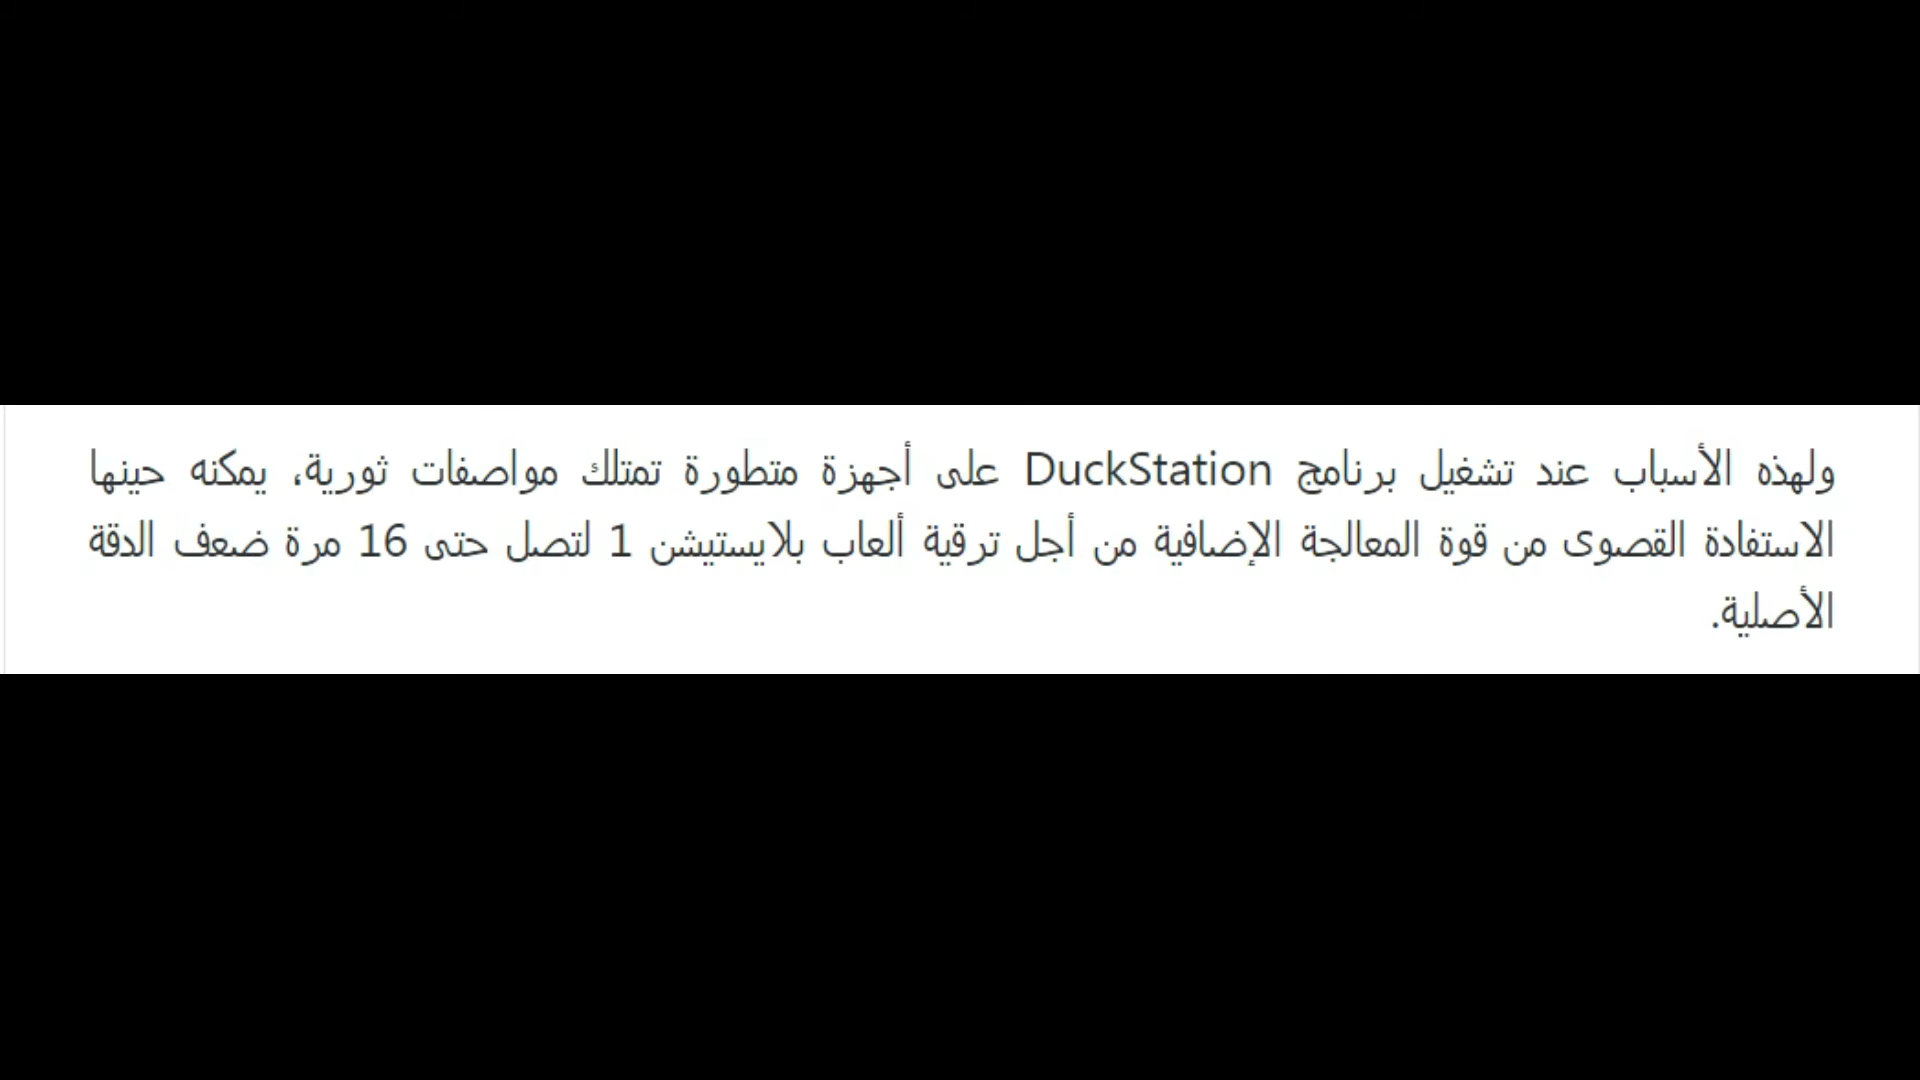 ولهذه الأسباب عند تشغيل برنامج DuckStation على أجهزة متطورة تمتلك مواصفات ثورية، يمكنه حينها
الاستفادة القصوى من قوة المعالجة الإضافية من أجل ترقية ألعاب بلايستيشن 1 لتصل حتى 16 مرة ضعف الدقة
الأصلية.